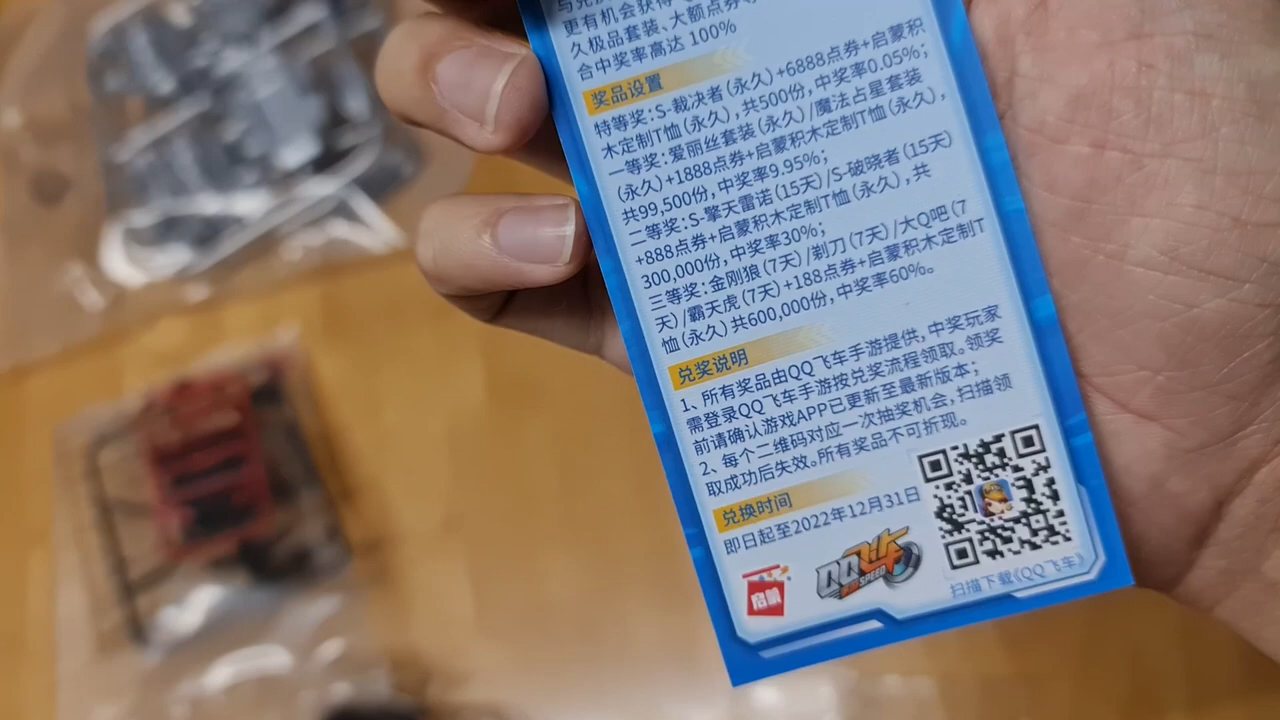 更有机会获得
久极品套装、大额点券等
合中奖率高达 100%
奖品设置
特等奖:S-裁决者(永久)+6888点券+启蒙积
木定制T恤(永久),共500份,中奖率0.05%;
一等奖:爱丽丝套装(永久)/魔法占星套装
(永久)+1888点券+启蒙积木定制T恤(永久),
共99,500份,中奖率9.95%;
二等奖:S-擎天雷诺(15天)/S-破晓者(15天)
+888点券+启蒙积木定制T恤(永久),共
300,000份,中奖率30%;
三等奖:金刚狼(7天)/剃刀(7天)/大Q吧(7
天)/霸天虎(7天)+188点券+启蒙积木定制T
恤(永久)共600,000份,中奖率60%。
兑奖说明
1、所有奖品由QQ飞车手游提供,中奖玩家
需登录QQ飞车手游按兑奖流程领取。领奖
前请确认游戏APP已更新至最新版本;
2、每个二维码对应一次抽奖机会,扫描领
取成功后失效。所有奖品不可折现。
兑换时间
即日起至2022年12月31日
启蒙
QQ飞车
SPEED
扫描下载《QQ飞车》